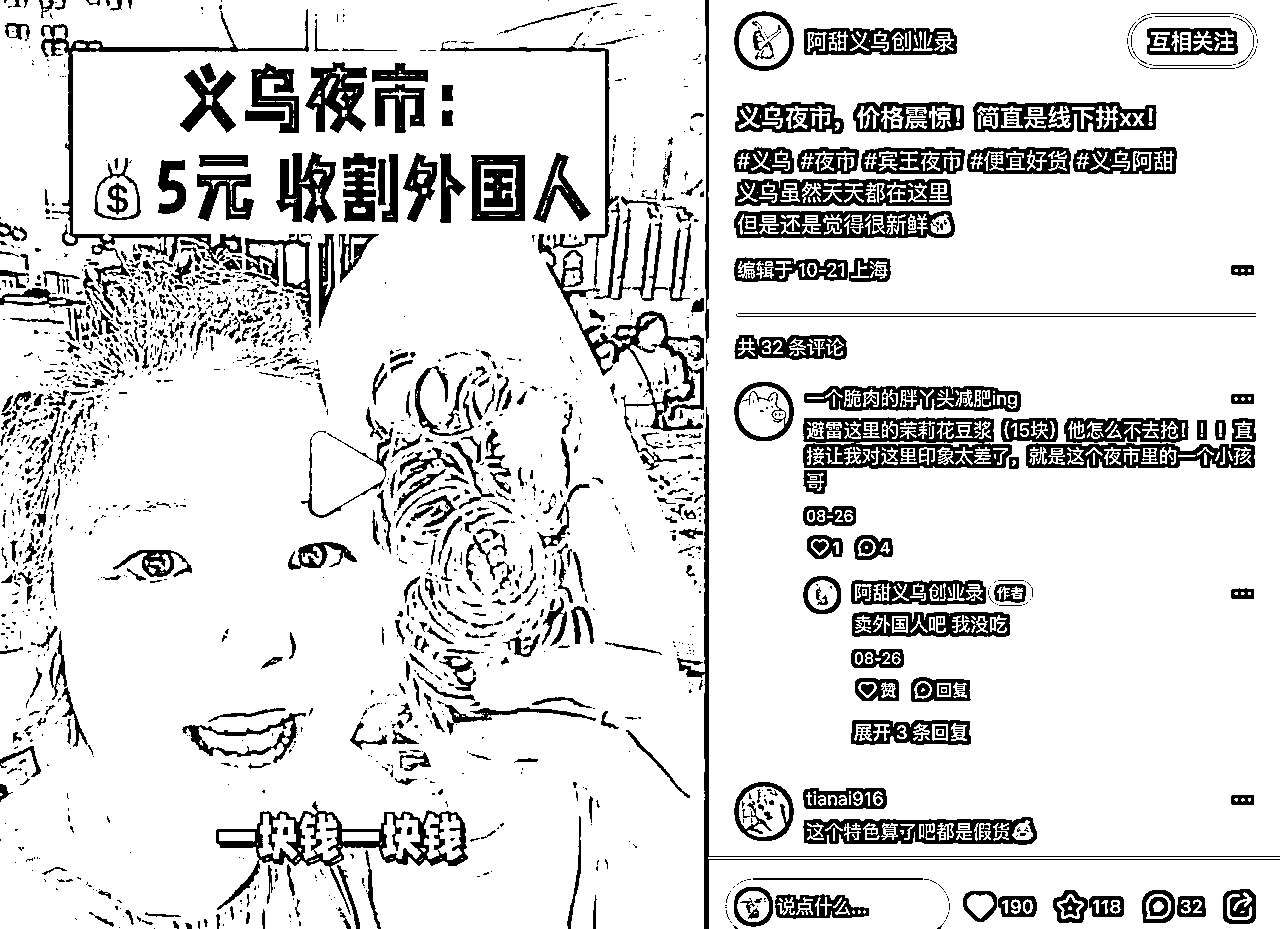 义乌夜市：
5元 收割外国人
一块钱一块钱
阿甜义乌创业录
互相关注
义乌夜市，价格震惊！简直是线下拼xx！
#义乌 #夜市 #宾王夜市 #便宜好货 #义乌阿甜
义乌虽然天天都在这里
但是还是觉得很新鲜
编辑于 10-21 上海
共 32 条评论
一个脆肉的胖丫头减肥ing
避雷这里的茉莉花豆浆（15块）他怎么不去抢！！！直
接让我对这里印象太差了，就是这个夜市里的一个小孩
哥
08-26
1 4
阿甜义乌创业录 作者
卖外国人吧 我没吃
08-26
赞 回复
展开 3 条回复
tianai916
这个特色算了吧都是假货
说点什么...
190 118 32